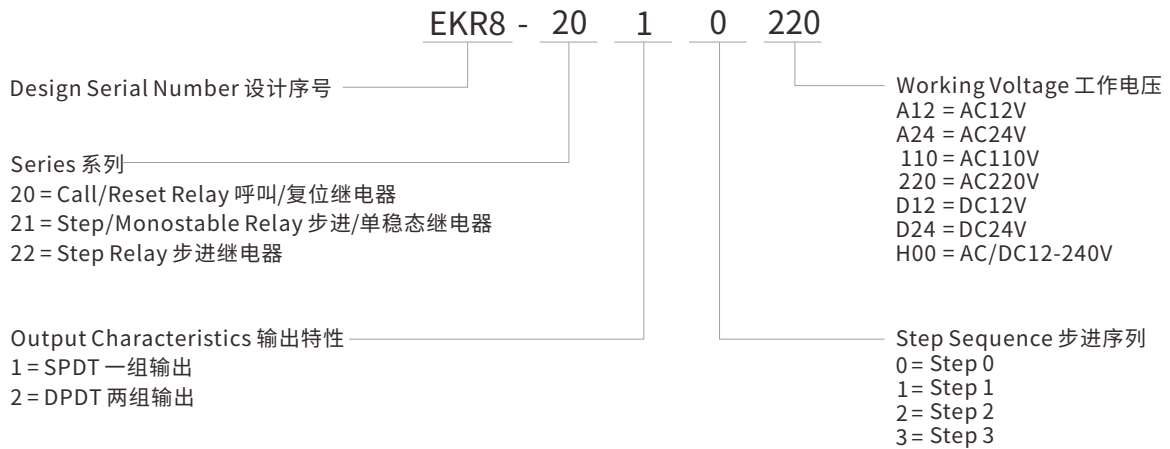 EKR8 - 20 1 0 220
Design Serial Number 设计序号
Series 系列
20 = Call/Reset Relay 呼叫/复位继电器
21 = Step/Monostable Relay 步进/单稳态继电器
22 = Step Relay 步进继电器
Output Characteristics 输出特性
1 = SPDT 一组输出
2 = DPDT 两组输出
Working Voltage 工作电压
A12 = AC12V
A24 = AC24V
110 = AC110V
220 = AC220V
D12 = DC12V
D24 = DC24V
H00 = AC/DC12-240V
Step Sequence 步进序列
0 = Step 0
1 = Step 1
2 = Step 2
3 = Step 3